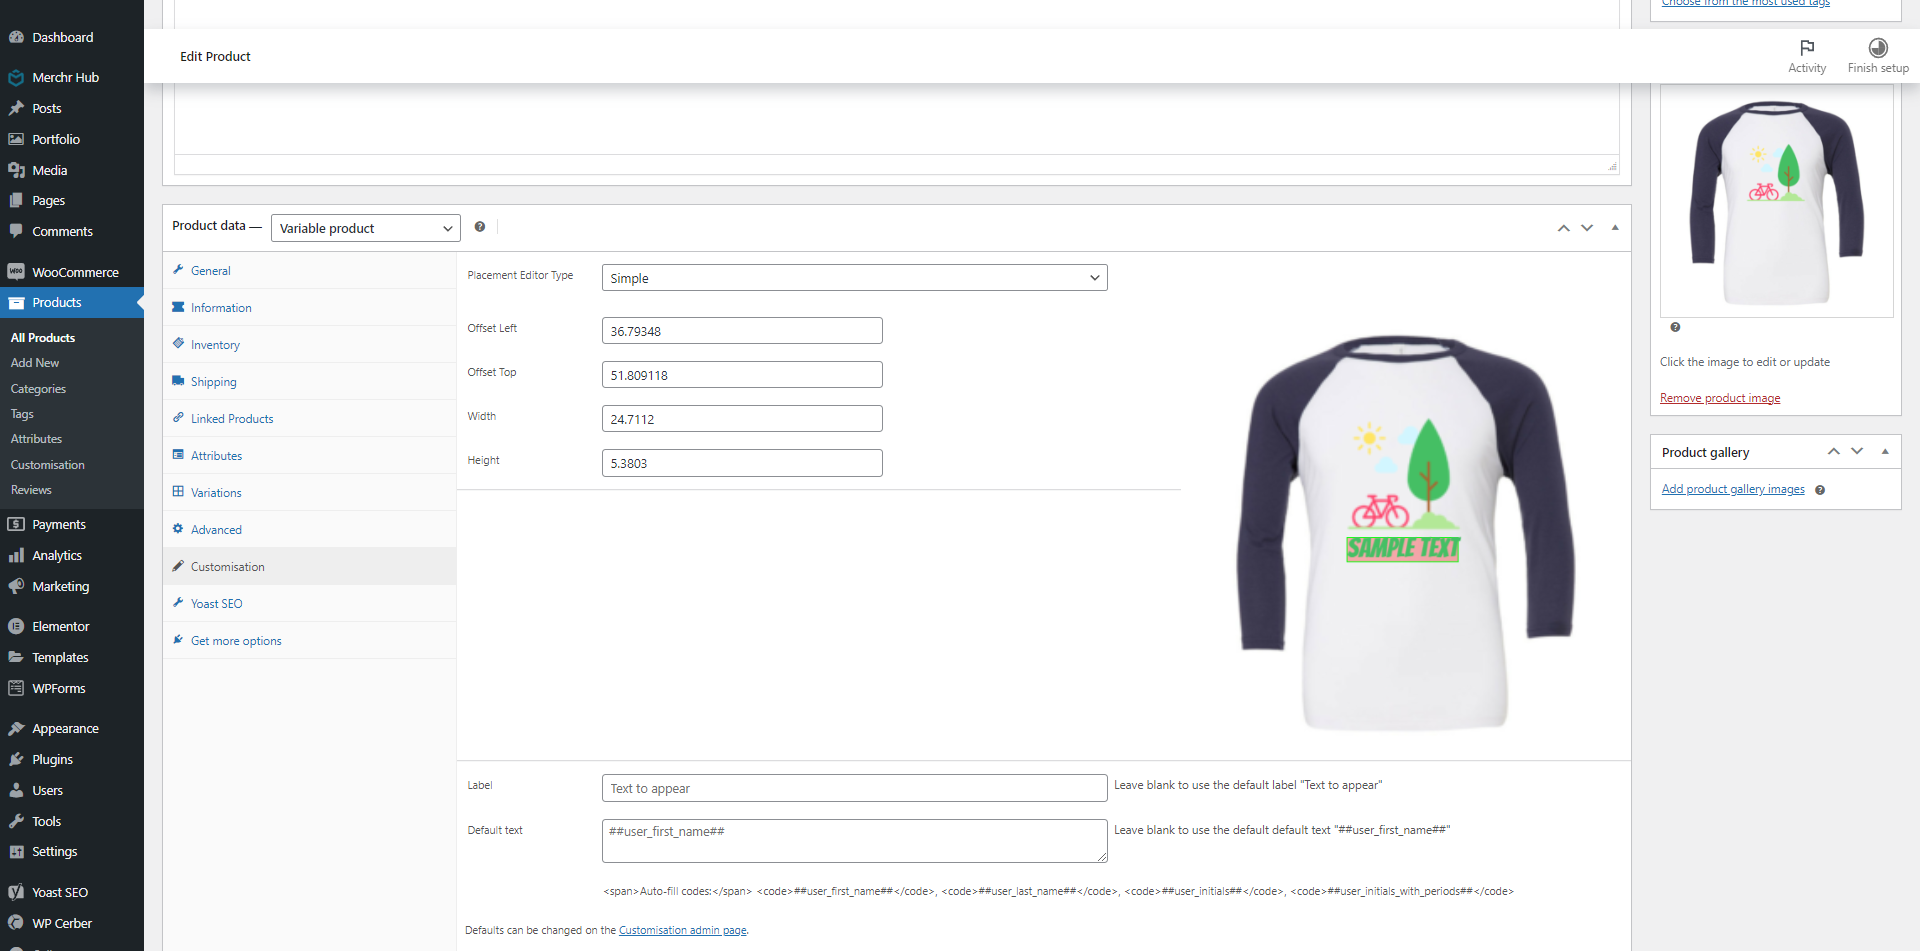 Choose from the most used tags
Edit Product
Activity
Finish setup
Dashboard
Merchr Hub
Posts
Portfolio
Media
Pages
Comments
WooCommerce
Products
All Products
Add New
Categories
Tags
Attributes
Customisation
Reviews
Payments
Analytics
Marketing
Elementor
Templates
WPForms
Appearance
Plugins
Users
Tools
Settings
Yoast SEO
WP Cerber
Product data —
Variable product
General
Information
Inventory
Shipping
Linked Products
Attributes
Variations
Advanced
Customisation
Yoast SEO
Get more options
Placement Editor Type
Simple
Offset Left
36.79348
Offset Top
51.809118
Width
24.7112
Height
5.3803
SAMPLE TEXT
Label
Text to appear
Leave blank to use the default label "Text to appear"
Default text
##user_first_name##
Leave blank to use the default default text "##user_first_name##"
<span>Auto-fill codes:</span> <code>##user_first_name##</code>, <code>##user_last_name##</code>, <code>##user_initials##</code>, <code>##user_initials_with_periods##</code>
Defaults can be changed on the Customisation admin page.
Click the image to edit or update
Remove product image
Product gallery
Add product gallery images